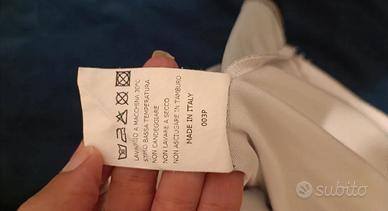 LAVAGGIO A MACCHINA 30°C
STIRO BASSA TEMPERATURA
NON CANDEGGIARE
NON LAVARE A SECCO
NON ASCIUGARE IN TAMBURO
MADE IN ITALY
003P
subito